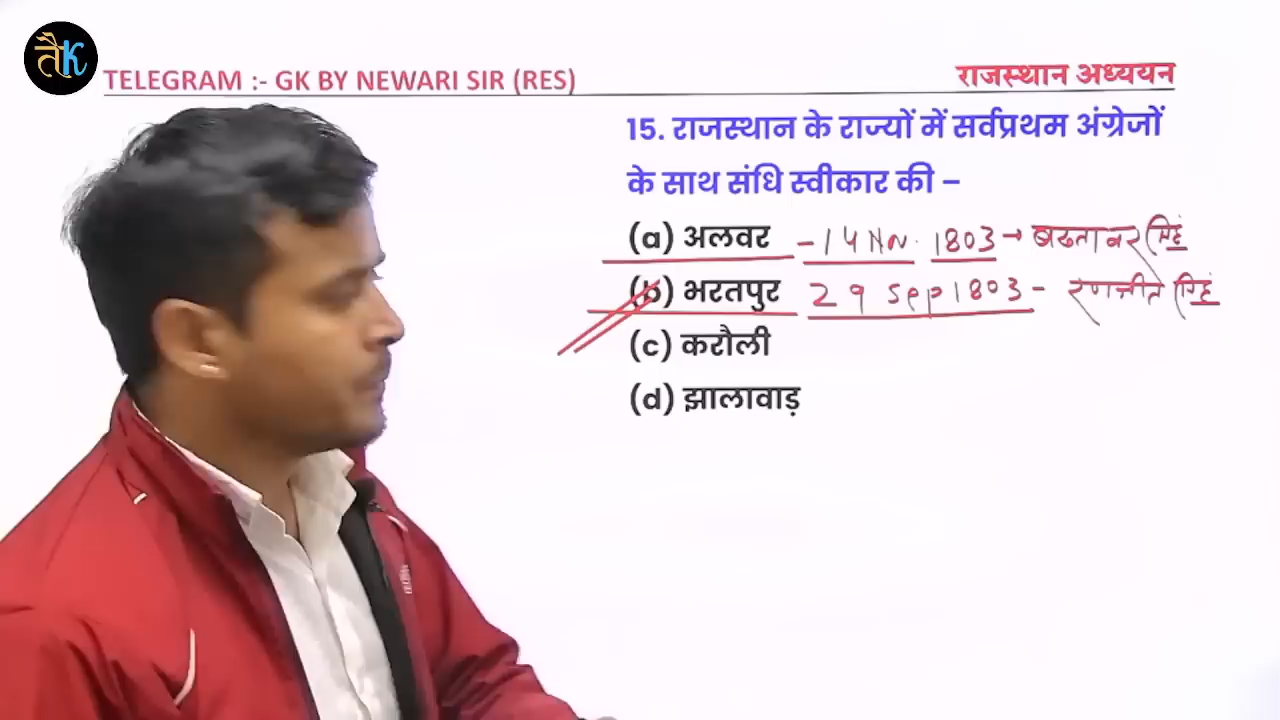 तैK
TELEGRAM :- GK BY NEWARI SIR (RES)
राजस्थान अध्ययन
15. राजस्थान के राज्यों में सर्वप्रथम अंग्रेजों
के साथ संधि स्वीकार की –
(a) अलवर - 14 Nov. 1803 → बख्तावर सिंह
(b) भरतपुर 29 Sep 1803 - रणजीत सिंह
(c) करौली
(d) झालावाड़